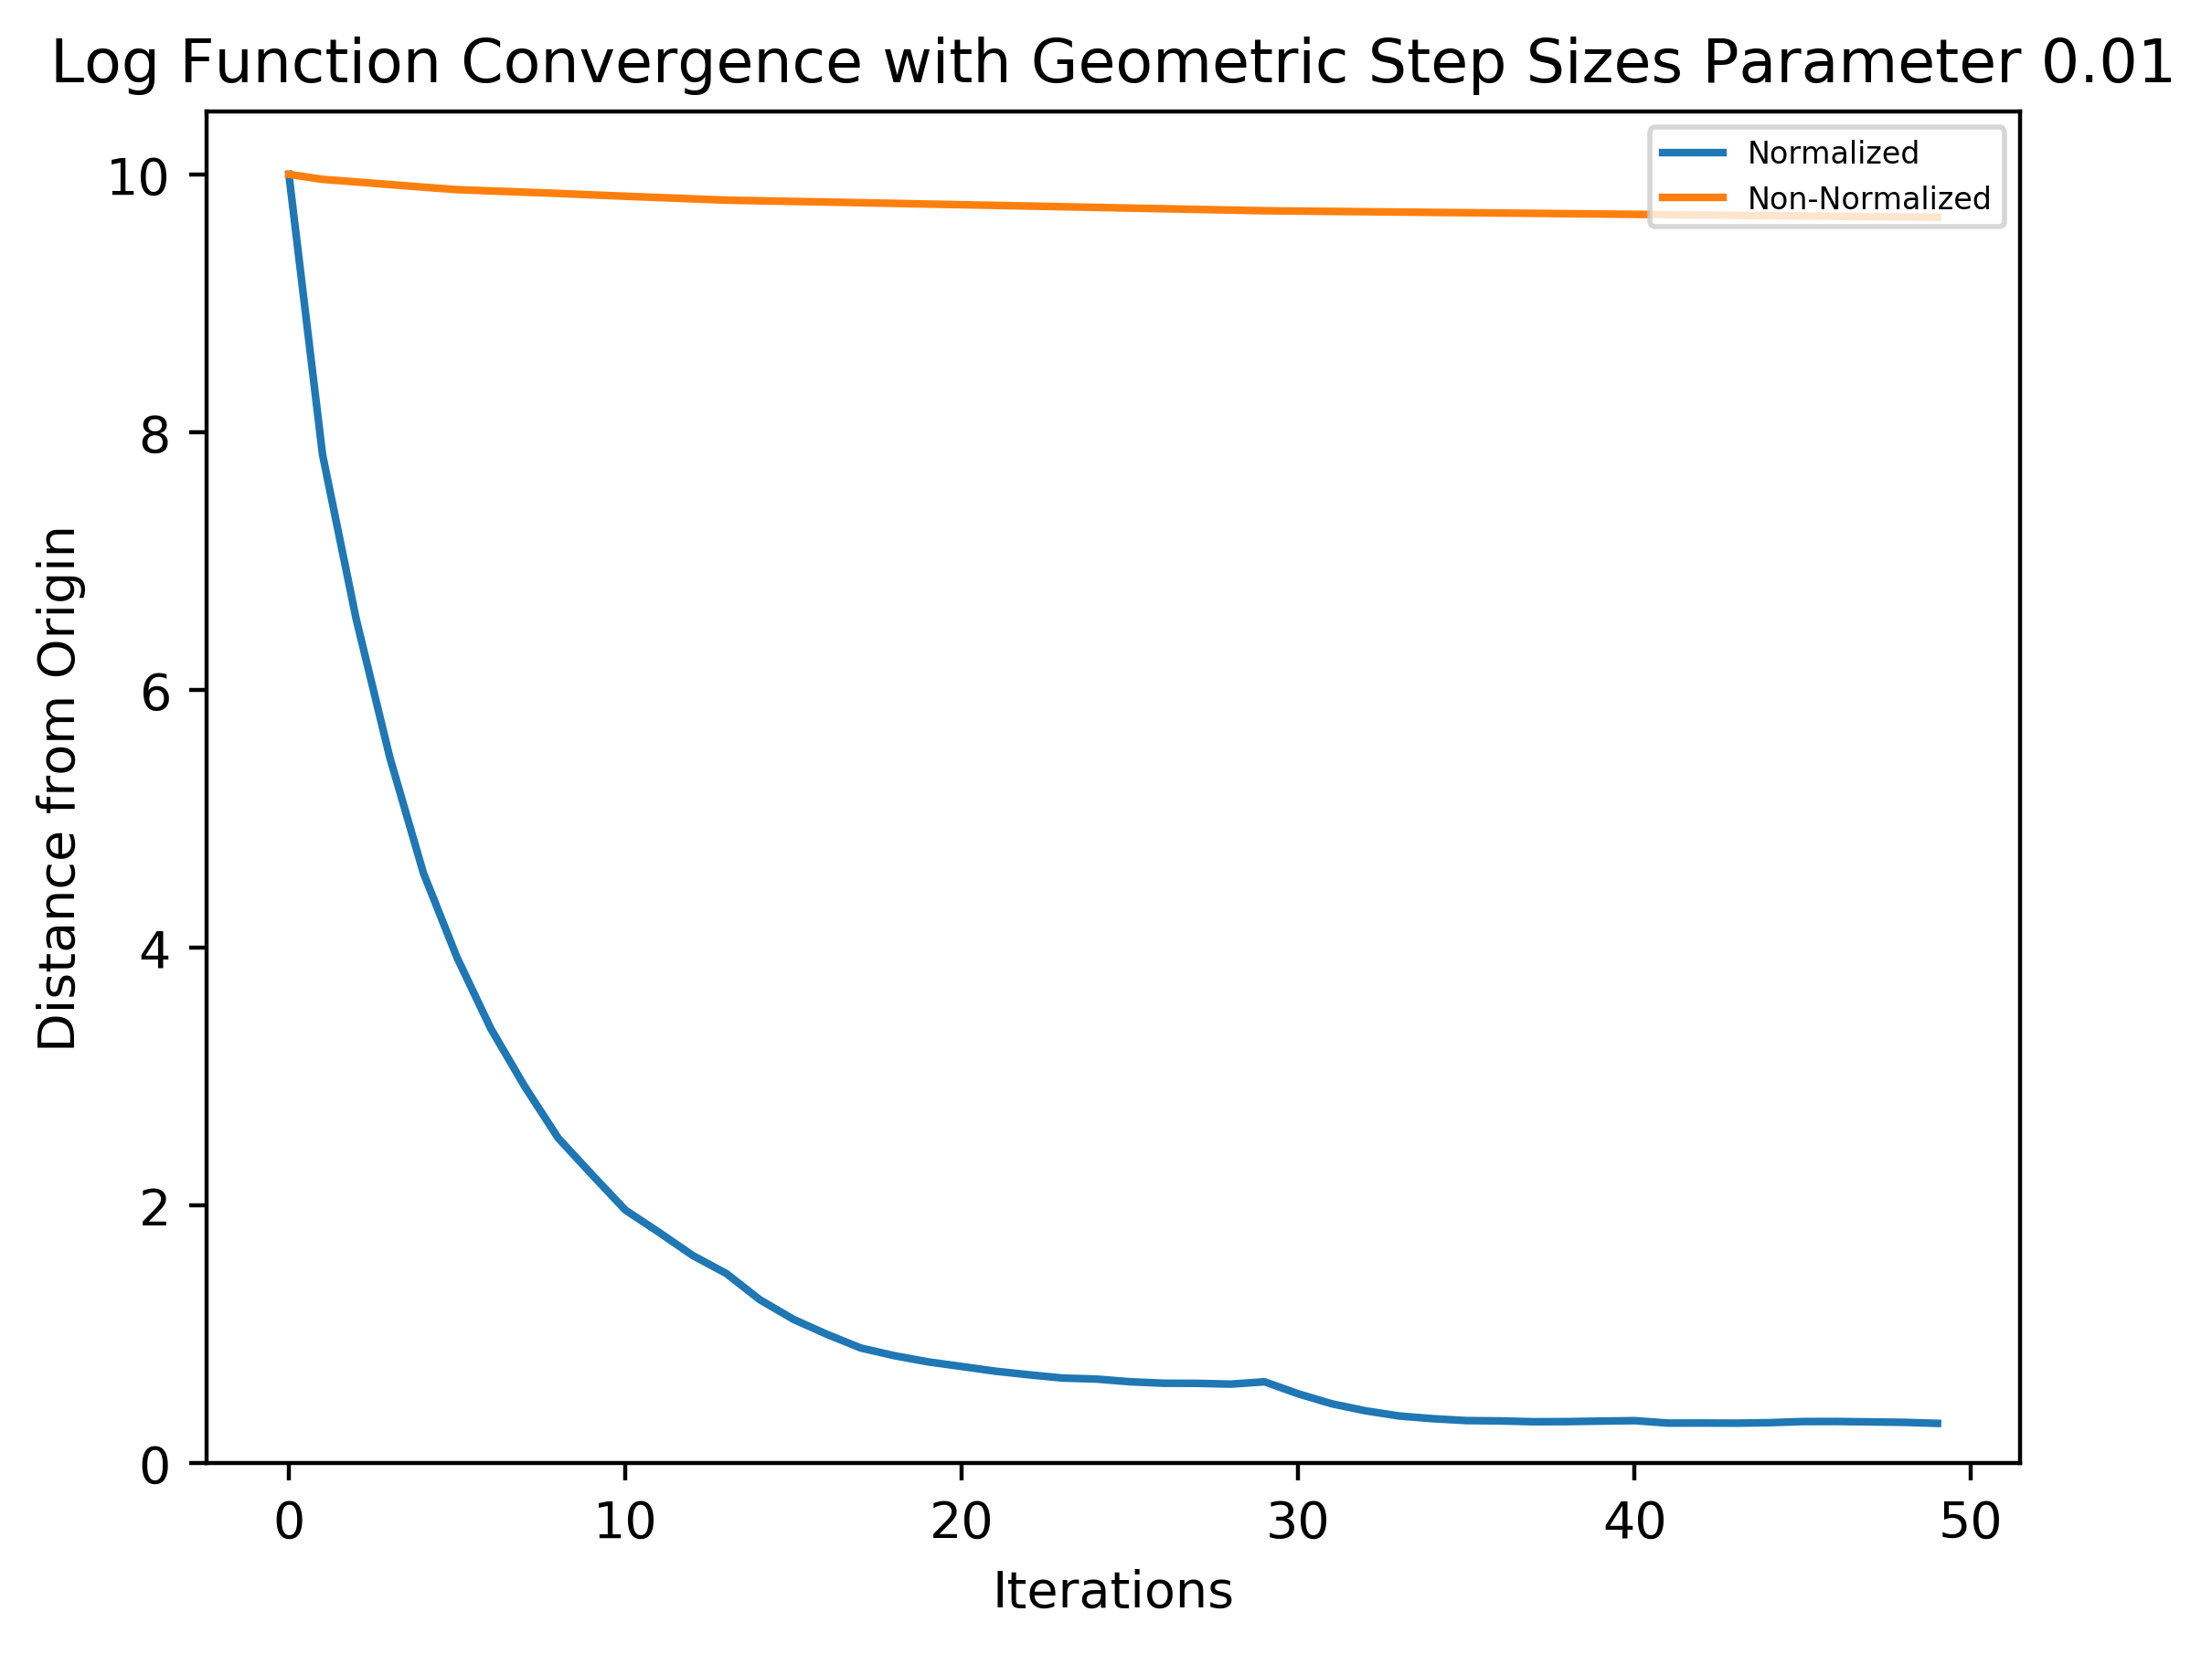 Log Function Convergence with Geometric Step Sizes Parameter 0.01
Normalized
Non-Normalized
10
8
6
4
2
0
Distance from Origin
0 10 20 30 40 50
Iterations